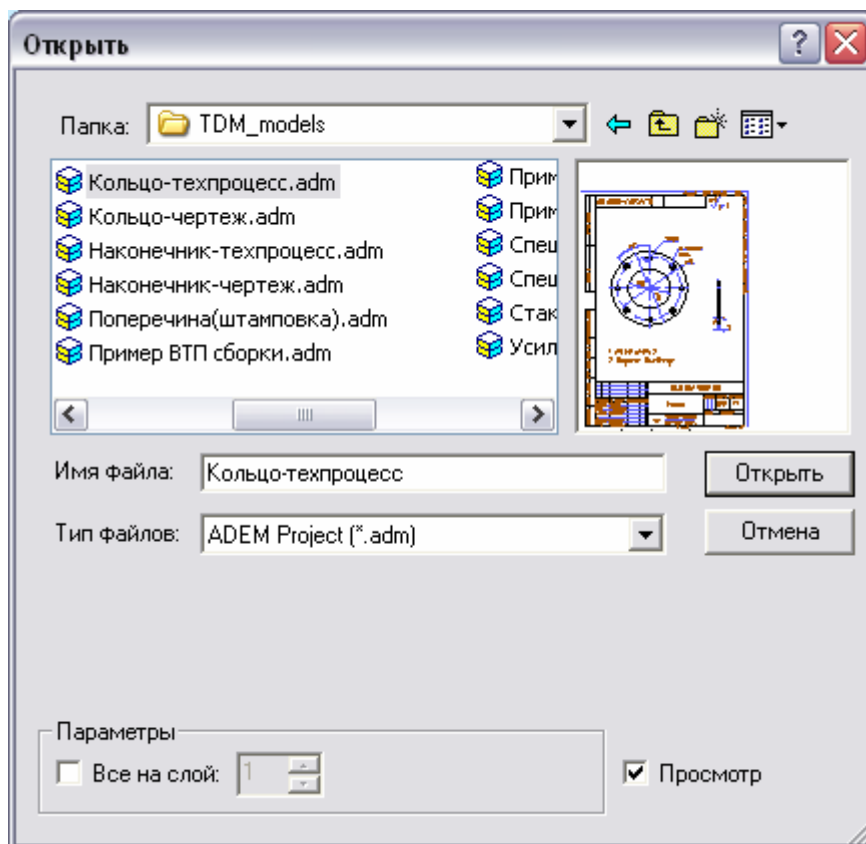 Открыть
Папка: TDM_models
Кольцо-техпроцесс.adm
Кольцо-чертеж.adm
Наконечник-техпроцесс.adm
Наконечник-чертеж.adm
Поперечина(штамповка).adm
Пример ВТП сборки.adm
Прим
Прим
Спец
Спец
Стак
Усил
Имя файла: Кольцо-техпроцесс Открыть
Тип файлов: ADEM Project (*.adm) Отмена
Параметры
Все на слой: 1 Просмотр